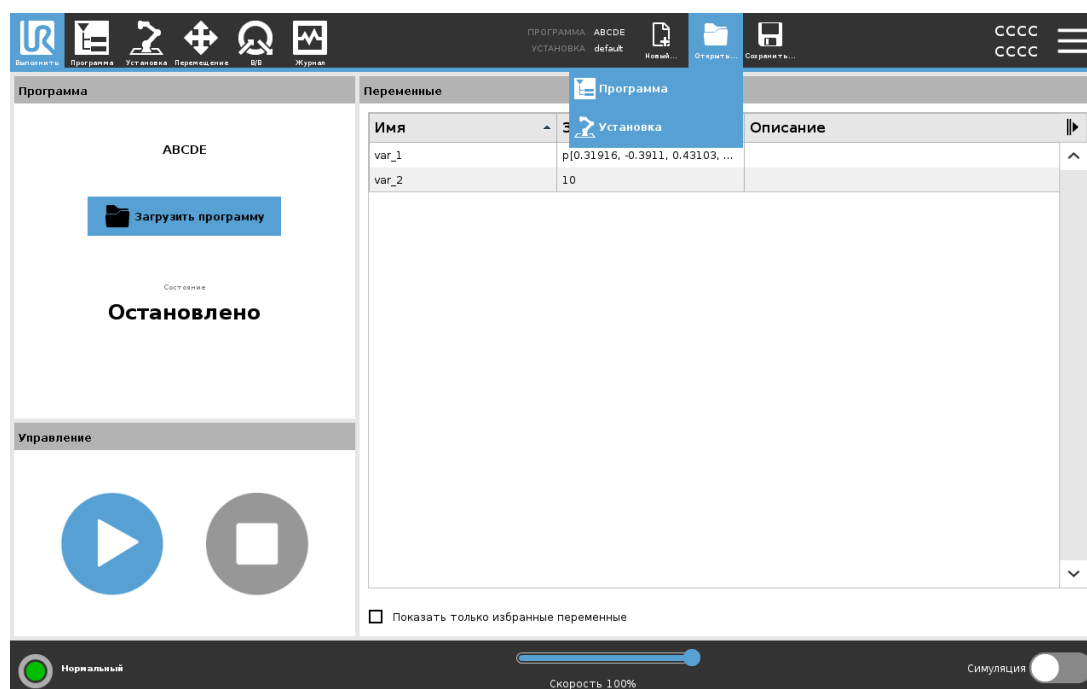 Выполнить Программа Установка Перемещение В/В Журнал
ПРОГРАММА ABCDE
УСТАНОВКА default
Новый... Открыть... Сохранить...
CCCC
CCCC
Программа
Установка
Программа
ABCDE
Загрузить программу
Состояние
Остановлено
Управление
Переменные
Имя З Описание
var_1 p[0.31916, -0.3911, 0.43103, ...
var_2 10
Показать только избранные переменные
Нормальный
Скорость 100%
Симуляция